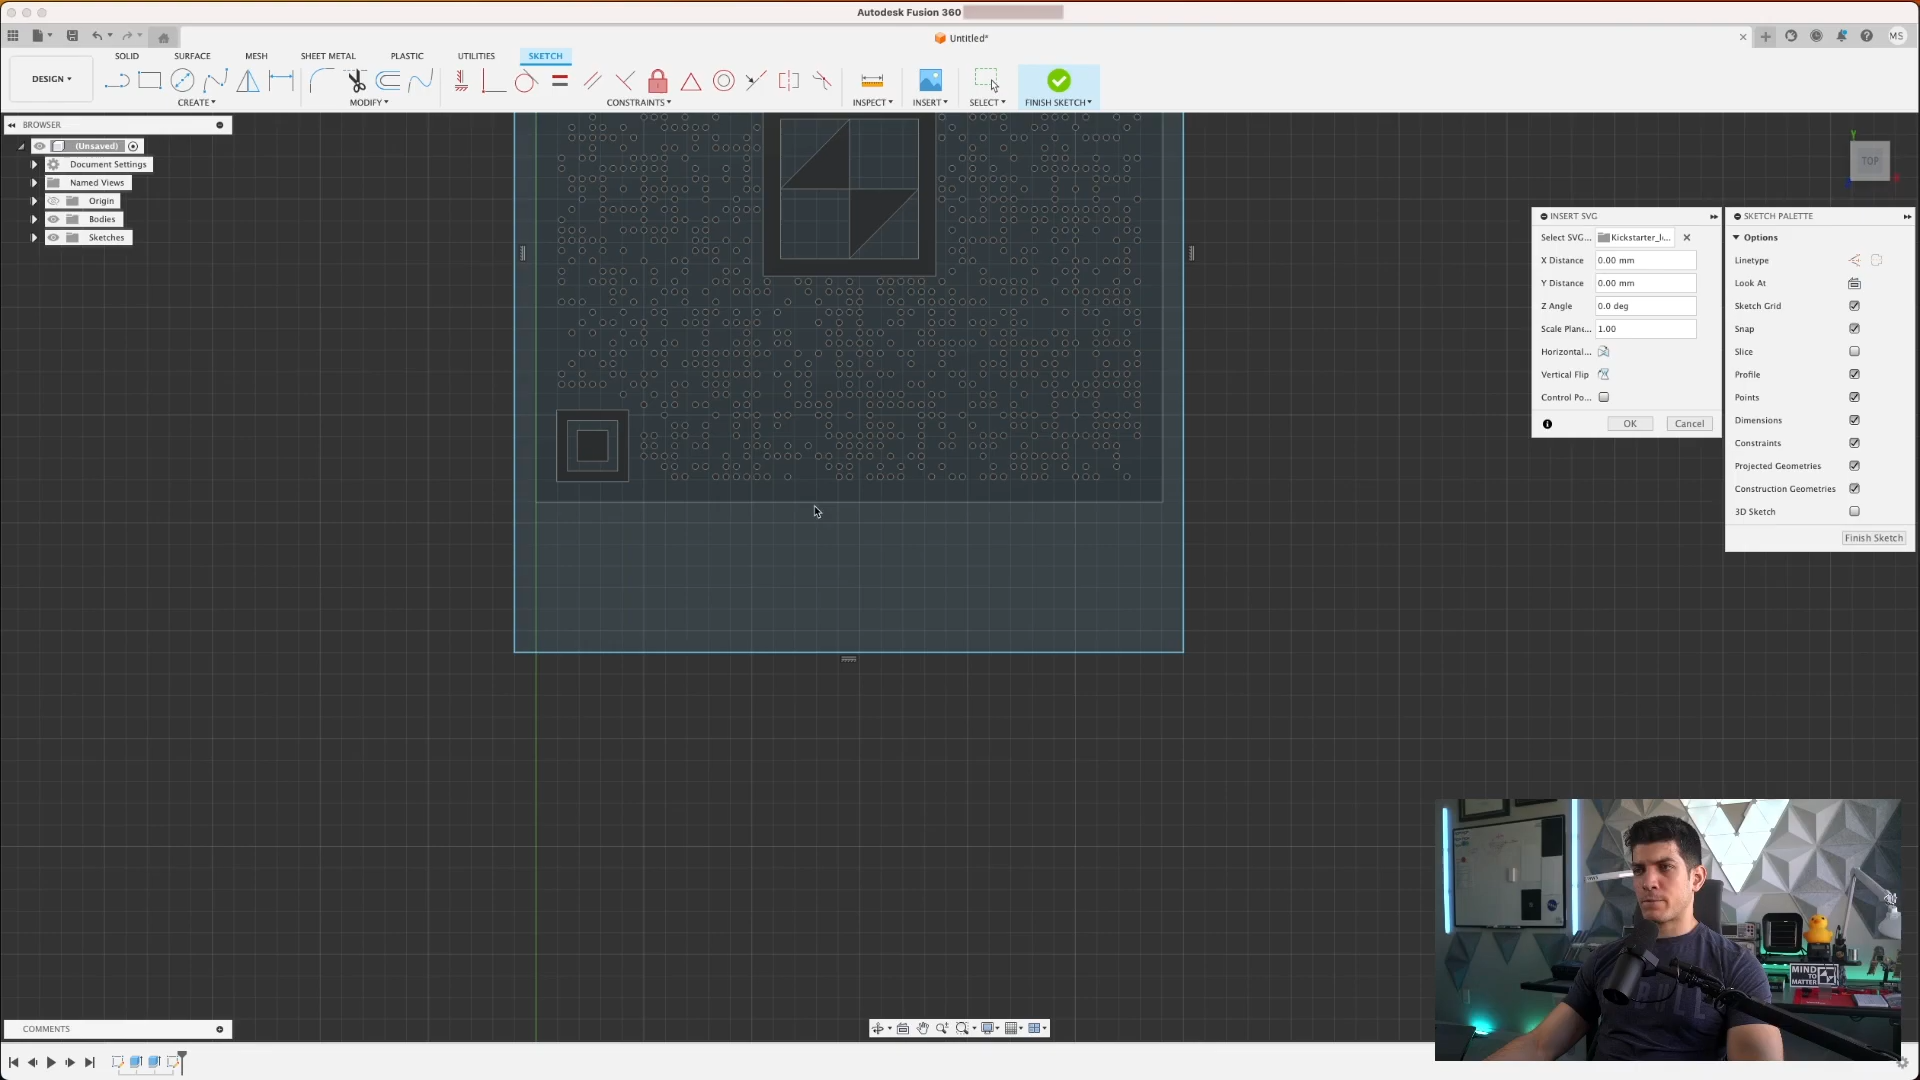 Autodesk Fusion 360
Untitled*
MS
DESIGN
SOLID
SURFACE
MESH
SHEET METAL
PLASTIC
UTILITIES
SKETCH
CREATE
MODIFY
CONSTRAINTS
INSPECT
INSERT
SELECT
FINISH SKETCH
BROWSER
(Unsaved)
Document Settings
Named Views
Origin
Bodies
Sketches
Y
TOP
INSERT SVG
Select SVG...
X Distance 0.00 mm
Y Distance 0.00 mm
Z Angle 0.0 deg
Scale Plan... 1.00
Horizontal...
Vertical Flip
Control Po...
OK
Cancel
SKETCH PALETTE
Options
Linetype
Look At
Sketch Grid
Snap
Slice
Profile
Points
Dimensions
Constraints
Projected Geometries
Construction Geometries
3D Sketch
Finish Sketch
MIND
TO
MATTER
COMMENTS